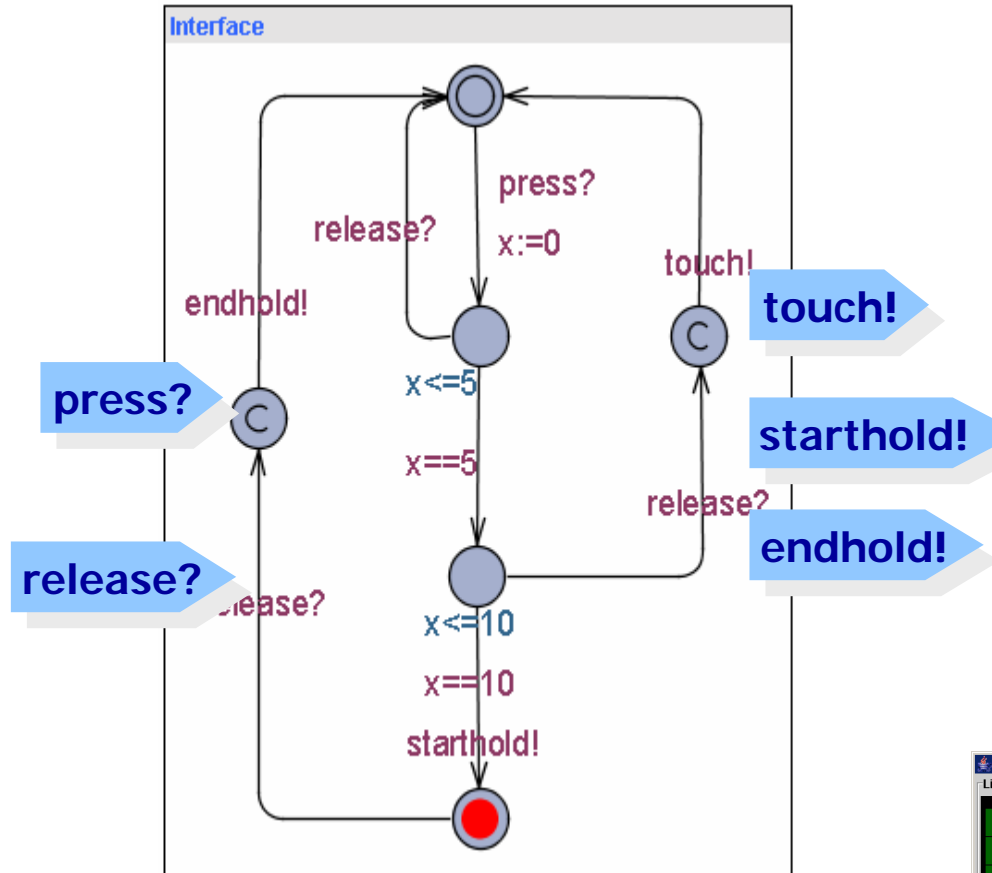 Interface
press?
release?
x:=0
touch!
endhold!
touch!
x<=5
press?
starthold!
x==5
release?
endhold!
release?
x<=10
x==10
starthold!
C
C